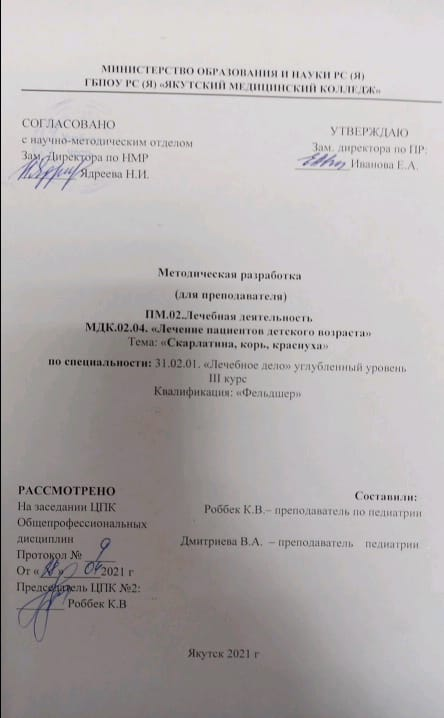 МИНИСТЕРСТВО ОБРАЗОВАНИЯ И НАУКИ РС (Я)
ГБПОУ РС (Я) «ЯКУТСКИЙ МЕДИЦИНСКИЙ КОЛЛЕДЖ»
СОГЛАСОВАНО
с научно-методическим отделом
Зам. Директора по НМР
Ядреева Н.И.
УТВЕРЖДАЮ
Зам. директора по ПР:
Иванова Е.А.
Методическая разработка
(для преподавателя)
ПМ.02.Лечебная деятельность
МДК.02.04. «Лечение пациентов детского возраста»
Тема: «Скарлатина, корь, краснуха»
по специальности: 31.02.01. «Лечебное дело» углубленный уровень
III курс
Квалификация: «Фельдшер»
РАССМОТРЕНО
На заседании ЦПК
Общепрофессиональных
дисциплин
Протокол № 9
От « » 04 2021 г
Председатель ЦПК №2:
Роббек К.В
Составили:
Роббек К.В.– преподаватель по педиатрии
Дмитриева В.А. – преподаватель педиатрии
Якутск 2021 г